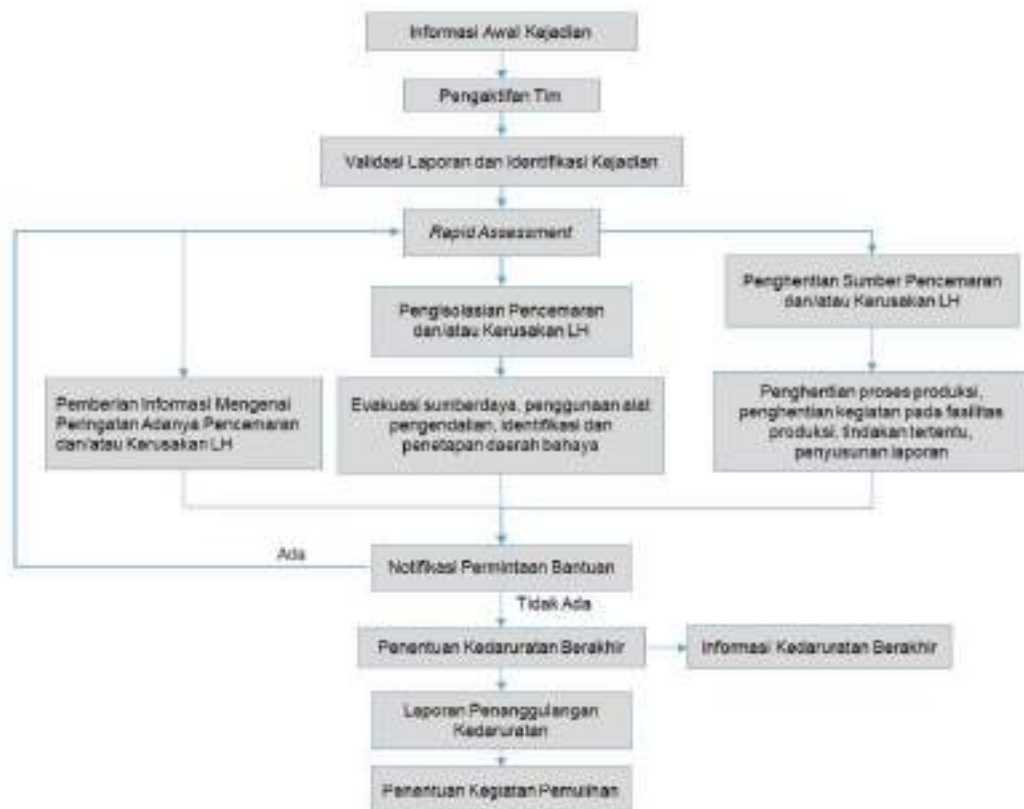 Informasi Awal Kejadian
Pengaktifan Tim
Validasi Laporan dan Identifikasi Kejadian
Rapid Assessment
Pengisolasian Pencemaran
dan/atau Kerusakan LH
Penghentian Sumber Pencemaran
dan/atau Kerusakan LH
Pemberian Informasi Mengenai
Peringatan Adanya Pencemaran
dan/atau Kerusakan LH
Evakuasi sumberdaya, penggunaan alat
pengendalian, identifikasi dan
penetapan daerah bahaya
Penghentian proses produksi,
penghentian kegiatan pada fasilitas
produksi, tindakan tertentu,
penyusunan laporan
Ada
Notifikasi Permintaan Bantuan
Tidak Ada
Penentuan Kedaruratan Berakhir
Informasi Kedaruratan Berakhir
Laporan Penanggulangan
Kedaruratan
Penentuan Kegiatan Pemulihan